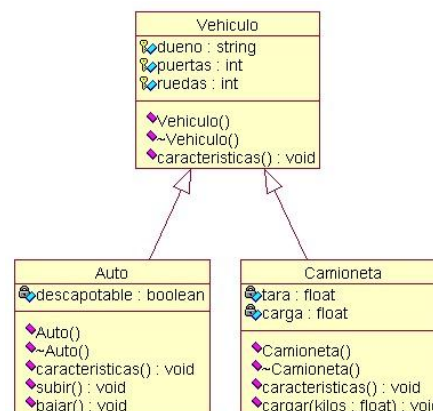 Vehiculo
dueno : string
puertas : int
ruedas : int
Vehiculo()
~Vehiculo()
caracteristicas() : void
Auto
descapotable : boolean
Auto()
~Auto()
caracteristicas() : void
subir() : void
bajar() : void
Camioneta
tara : float
carga : float
Camioneta()
~Camioneta()
caracteristicas() : void
cargar(kilos : float) : void